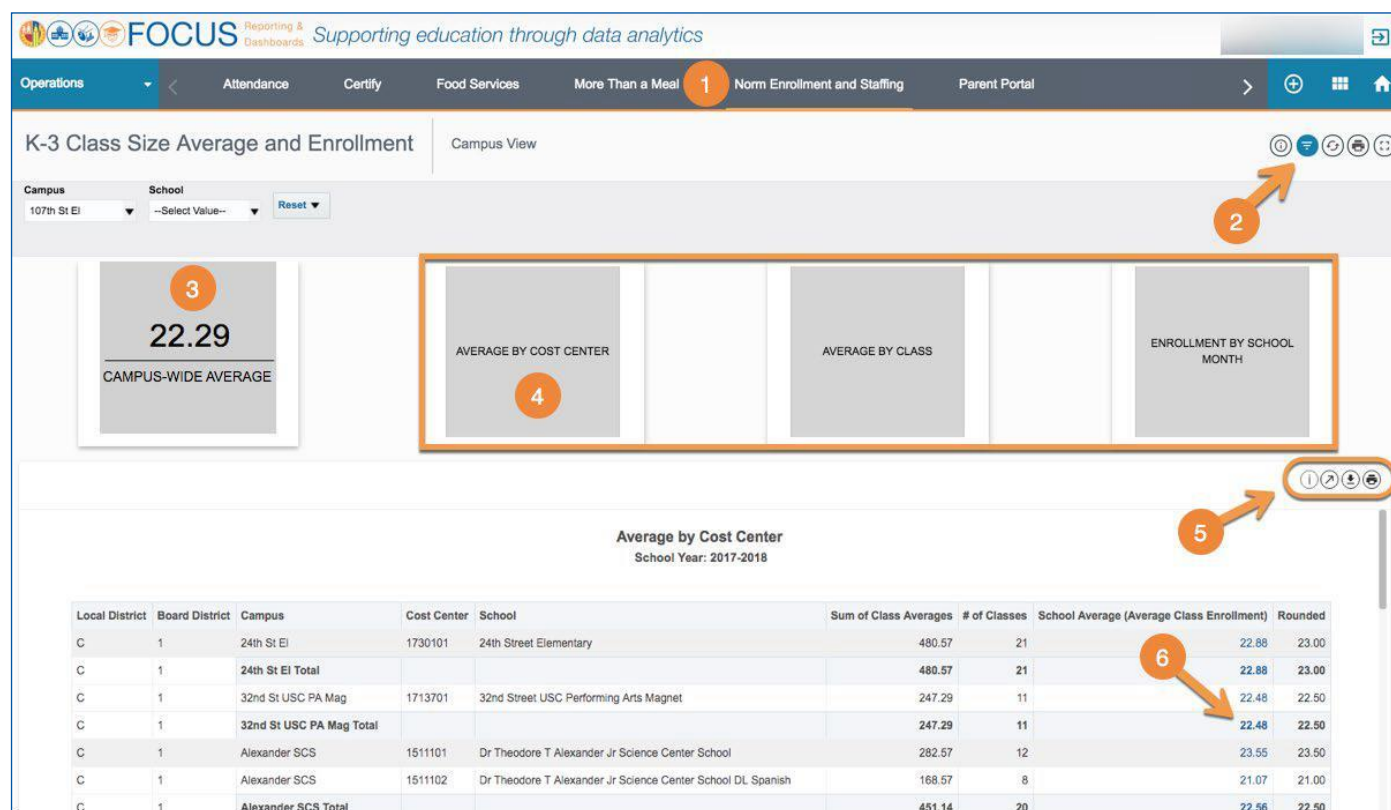 FOCUS Reporting & Dashboards Supporting education through data analytics
Operations Attendance Certify Food Services More Than a Meal 1 Norm Enrollment and Staffing Parent Portal
K-3 Class Size Average and Enrollment Campus View
2
Campus School
107th St El --Select Value-- Reset
3
22.29
CAMPUS-WIDE AVERAGE
AVERAGE BY COST CENTER
4
AVERAGE BY CLASS
ENROLLMENT BY SCHOOL
MONTH
5
Average by Cost Center
School Year: 2017-2018
Local District Board District Campus Cost Center School Sum of Class Averages # of Classes School Average (Average Class Enrollment) Rounded
C 1 24th St El 1730101 24th Street Elementary 480.57 21 22.88 23.00
C 1 24th St El Total 480.57 21 22.88 23.00
6
C 1 32nd St USC PA Mag 1713701 32nd Street USC Performing Arts Magnet 247.29 11 22.48 22.50
C 1 32nd St USC PA Mag Total 247.29 11 22.48 22.50
C 1 Alexander SCS 1511101 Dr Theodore T Alexander Jr Science Center School 282.57 12 23.55 23.50
C 1 Alexander SCS 1511102 Dr Theodore T Alexander Jr Science Center School DL Spanish 168.57 8 21.07 21.00
C 1 Alexander SCS Total 451.14 20 22.56 22.50